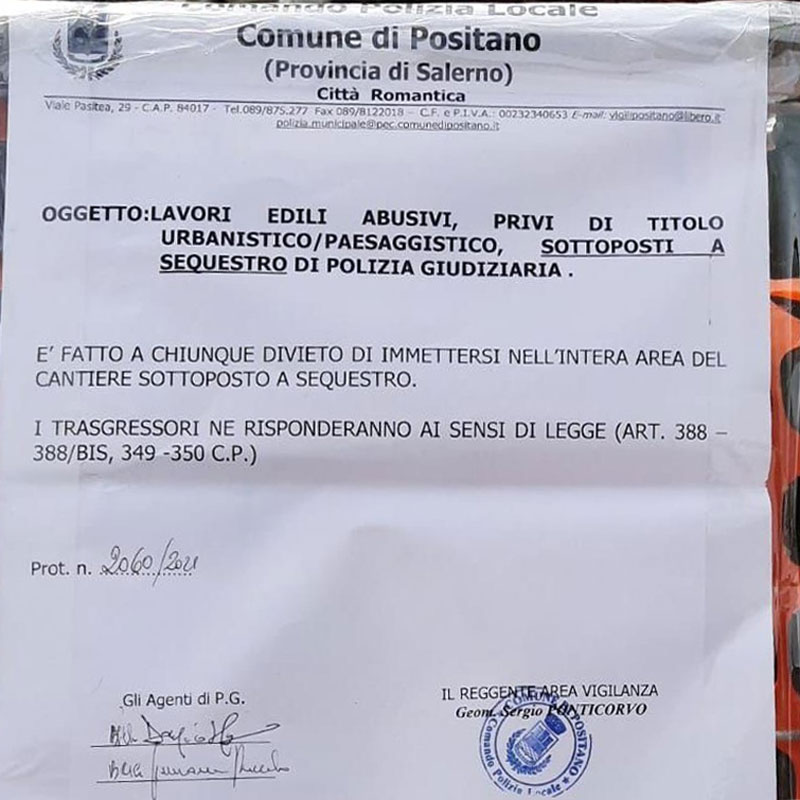 Comando Polizia Locale
Comune di Positano
(Provincia di Salerno)
Città Romantica
Viale Pasitea, 29 - C.A.P. 84017 - Tel.089/875.277 Fax 089/8122018 – C.F. e P.I.V.A.: 00232340653 E-mail: vigilipositano@libero.it
polizia.municipale@pec.comunedipositano.it
OGGETTO:LAVORI EDILI ABUSIVI, PRIVI DI TITOLO
URBANISTICO/PAESAGGISTICO, SOTTOPOSTI A
SEQUESTRO DI POLIZIA GIUDIZIARIA .
E' FATTO A CHIUNQUE DIVIETO DI IMMETTERSI NELL'INTERA AREA DEL
CANTIERE SOTTOPOSTO A SEQUESTRO.
I TRASGRESSORI NE RISPONDERANNO AI SENSI DI LEGGE (ART. 388 –
388/BIS, 349 -350 C.P.)
Prot. n. 2060/2021
Gli Agenti di P.G.
IL REGGENTE AREA VIGILANZA
Geom. Sergio PONTICORVO
COMUNE DI POSITANO
Comando Polizia Locale